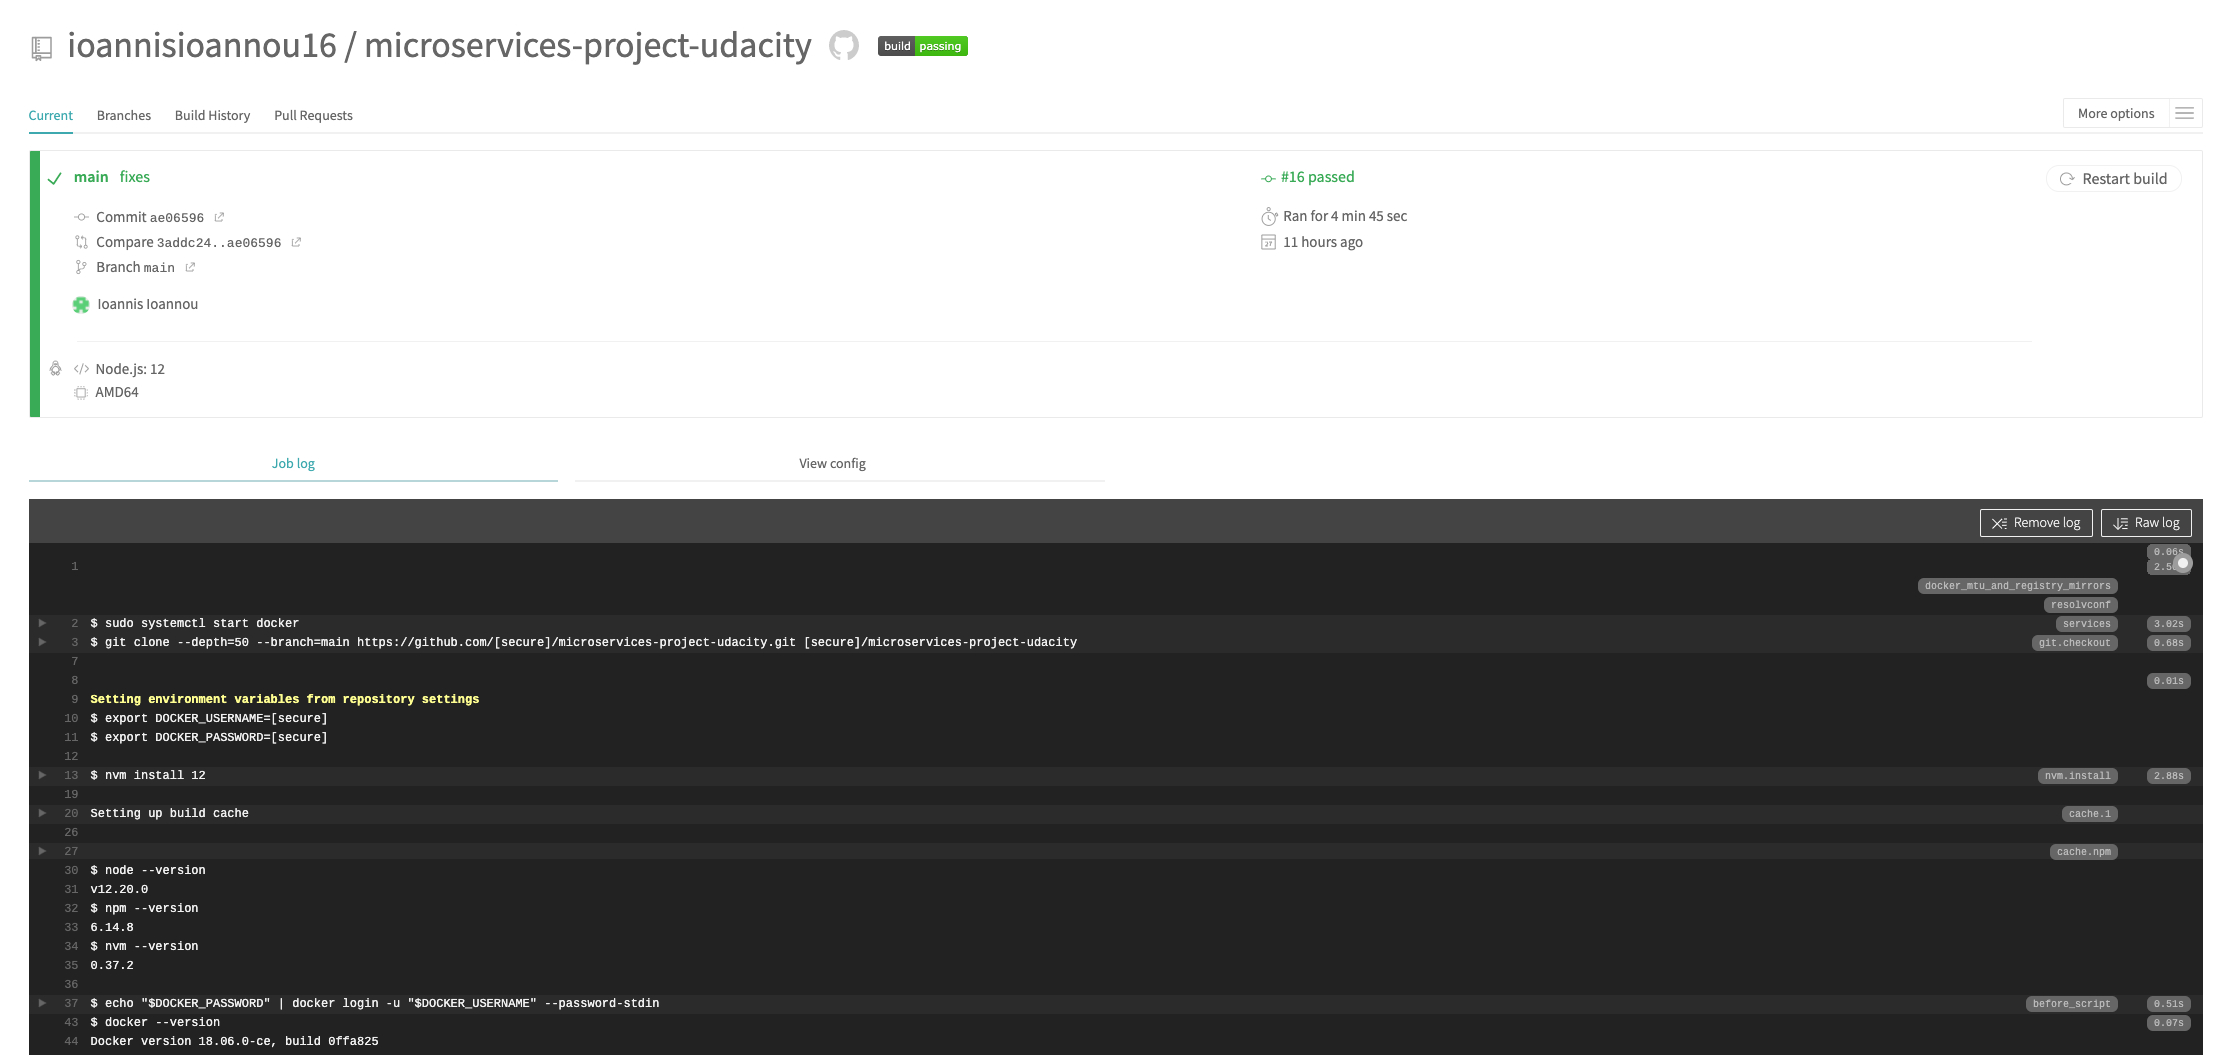 ioannisioannou16 / microservices-project-udacity
build passing
Current Branches Build History Pull Requests
More options
main fixes
#16 passed
Restart build
Commit ae06596
Ran for 4 min 45 sec
Compare 3addc24..ae06596
11 hours ago
Branch main
Ioannis Ioannou
Node.js: 12
AMD64
Job log
View config
Remove log
Raw log
0.06s
1
docker_mtu_and_registry_mirrors
resolvconf
2 $ sudo systemctl start docker services 3.02s
3 $ git clone --depth=50 --branch=main https://github.com/[secure]/microservices-project-udacity.git [secure]/microservices-project-udacity git.checkout 0.68s
7
8 0.01s
9 Setting environment variables from repository settings
10 $ export DOCKER_USERNAME=[secure]
11 $ export DOCKER_PASSWORD=[secure]
12
13 $ nvm install 12 nvm.install 2.88s
19
20 Setting up build cache cache.1
26
27 cache.npm
30 $ node --version
31 v12.20.0
32 $ npm --version
33 6.14.8
34 $ nvm --version
35 0.37.2
36
37 $ echo "$DOCKER_PASSWORD" | docker login -u "$DOCKER_USERNAME" --password-stdin before_script 0.51s
43 $ docker --version 0.07s
44 Docker version 18.06.0-ce, build 0ffa825